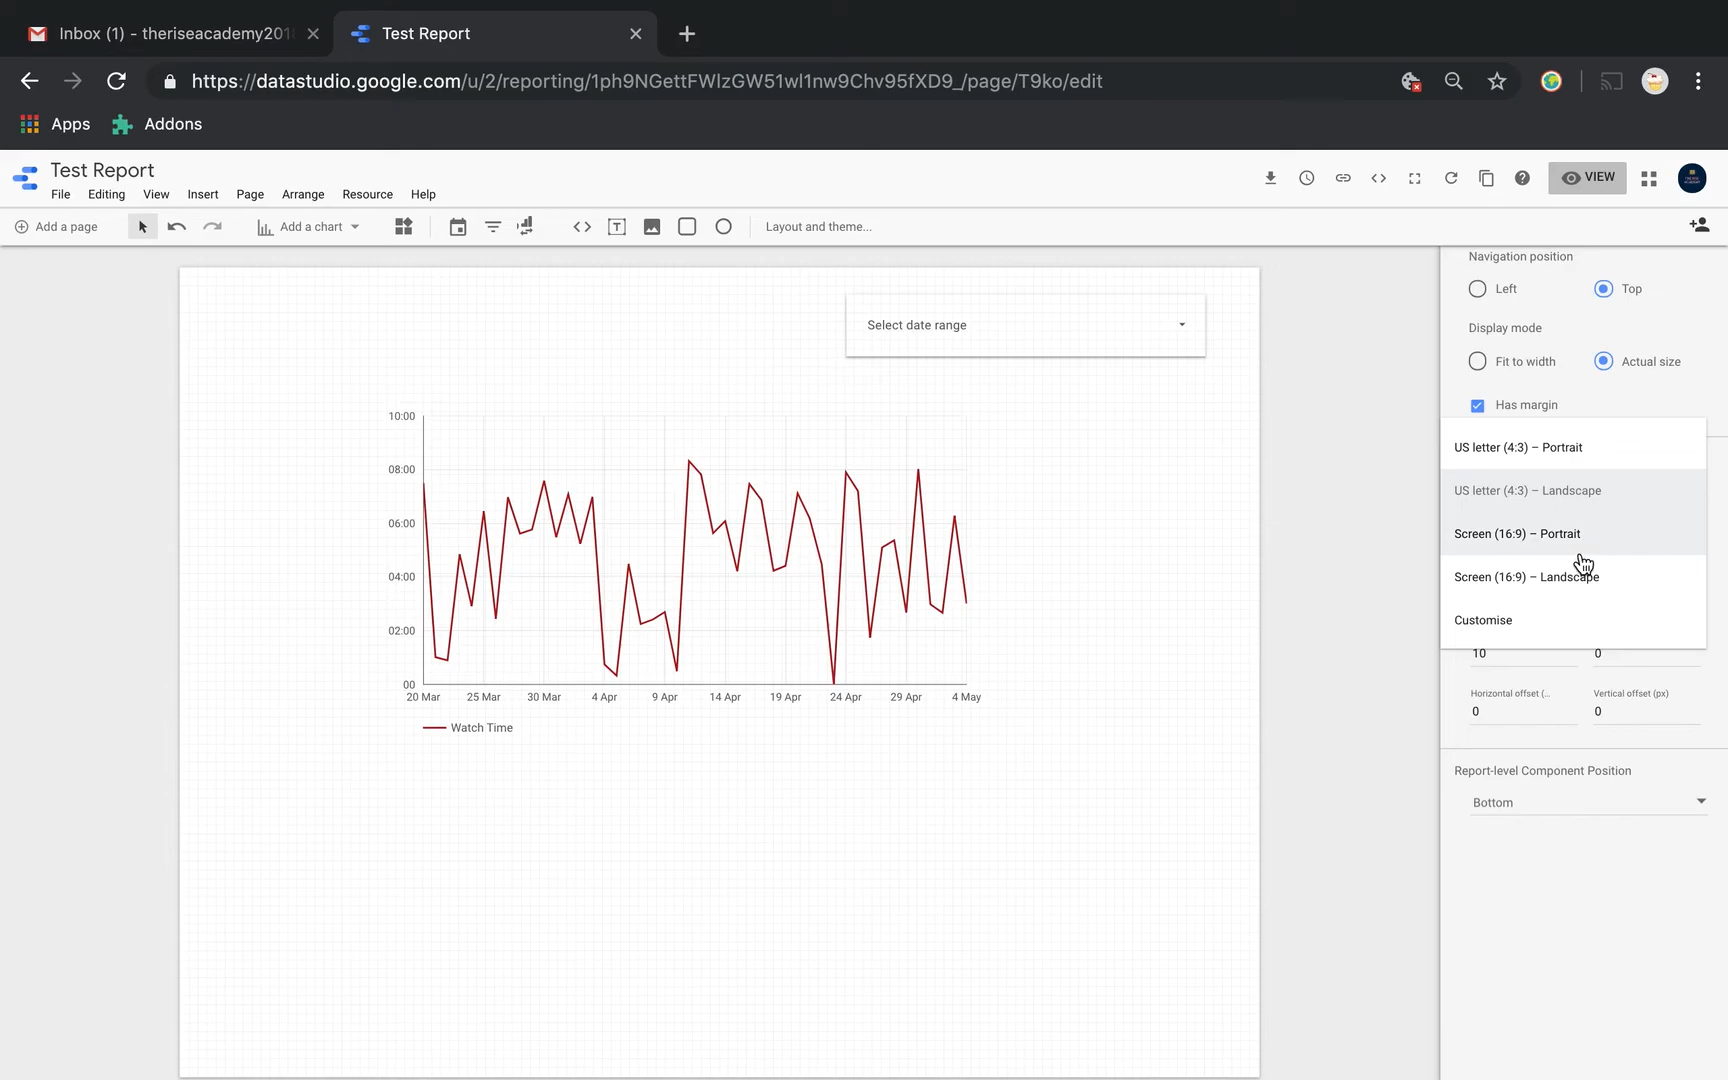 Inbox (1) - theriseacademy201
Test Report
https://datastudio.google.com/u/2/reporting/1ph9NGettFWIzGW51wl1nw9Chv95fXD9_/page/T9ko/edit
Apps
Addons
Test Report
File
Editing
View
Insert
Page
Arrange
Resource
Help
VIEW
Add a page
Add a chart
Layout and theme...
Select date range
10:00
08:00
06:00
04:00
02:00
00
20 Mar
25 Mar
30 Mar
4 Apr
9 Apr
14 Apr
19 Apr
24 Apr
29 Apr
4 May
Watch Time
Navigation position
Left
Top
Display mode
Fit to width
Actual size
Has margin
US letter (4:3) – Portrait
US letter (4:3) – Landscape
Screen (16:9) – Portrait
Screen (16:9) – Landscape
Customise
10
0
Horizontal offset (...
Vertical offset (px)
0
0
Report-level Component Position
Bottom